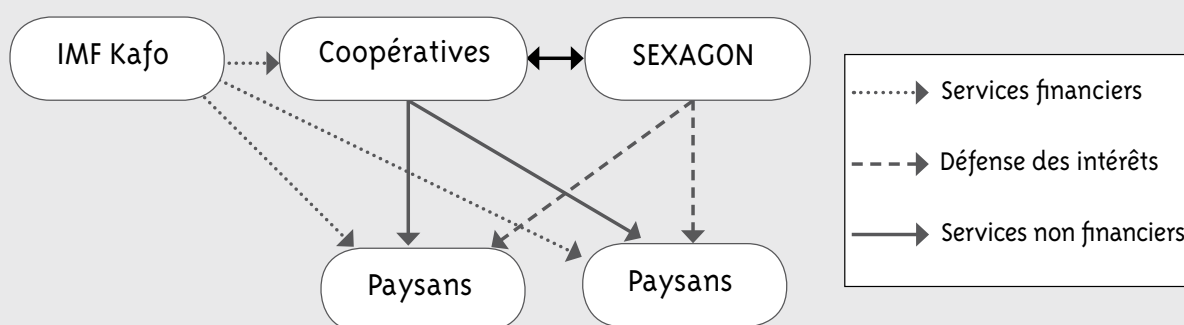 IMF Kafo
Coopératives
SEXAGON
Paysans
Paysans
Services financiers
Défense des intérêts
Services non financiers